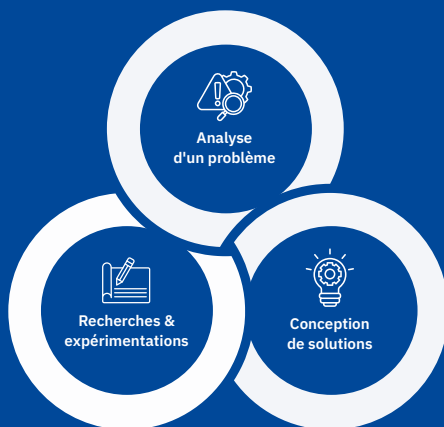 Analyse
d'un problème
Recherches &
expérimentations
Conception
de solutions